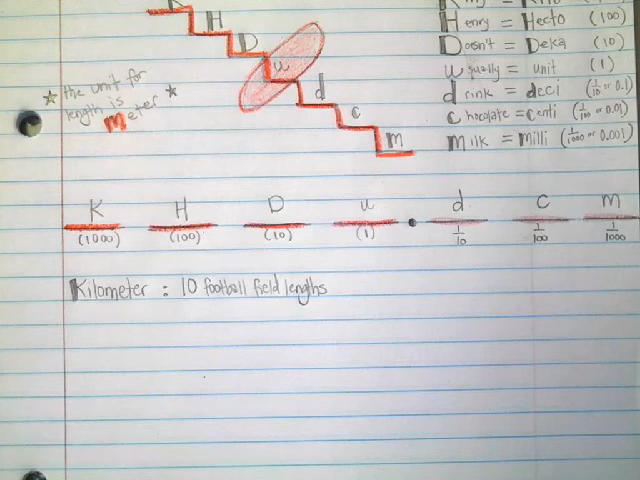 K
H
D
u
d
c
m
☆ the unit for ☆
length is
meter
Henry = Hecto (100)
Doesn't = Deka (10)
usually = unit (1)
drink = deci (1/10 or 0.1)
chocolate = centi (1/100 or 0.01)
milk = milli (1/1000 or 0.001)
K H D u . d c m
(1000) (100) (10) (1) 1/10 1/100 1/1000
Kilometer : 10 football field lengths